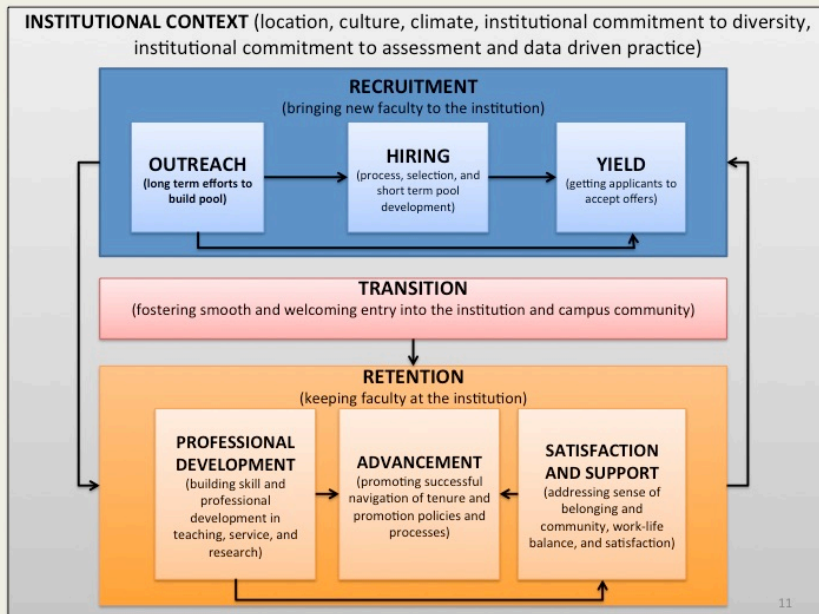 INSTITUTIONAL CONTEXT (location, culture, climate, institutional commitment to diversity,
institutional commitment to assessment and data driven practice)
RECRUITMENT
(bringing new faculty to the institution)
OUTREACH
(long term efforts to
build pool)
HIRING
(process, selection, and
short term pool
development)
YIELD
(getting applicants to
accept offers)
TRANSITION
(fostering smooth and welcoming entry into the institution and campus community)
RETENTION
(keeping faculty at the institution)
PROFESSIONAL
DEVELOPMENT
(building skill and
professional
development in
teaching, service, and
research)
ADVANCEMENT
(promoting successful
navigation of tenure and
promotion policies and
processes)
SATISFACTION
AND SUPPORT
(addressing sense of
belonging and
community, work-life
balance, and satisfaction)
11